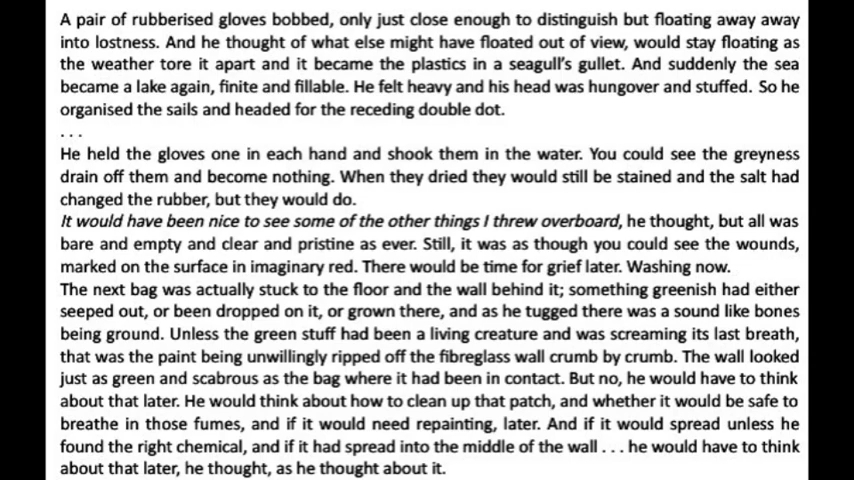 A pair of rubberised gloves bobbed, only just close enough to distinguish but floating away away
into lostness. And he thought of what else might have floated out of view, would stay floating as
the weather tore it apart and it became the plastics in a seagull's gullet. And suddenly the sea
became a lake again, finite and fillable. He felt heavy and his head was hungover and stuffed. So he
organised the sails and headed for the receding double dot.
. . .
He held the gloves one in each hand and shook them in the water. You could see the greyness
drain off them and become nothing. When they dried they would still be stained and the salt had
changed the rubber, but they would do.
It would have been nice to see some of the other things I threw overboard, he thought, but all was
bare and empty and clear and pristine as ever. Still, it was as though you could see the wounds,
marked on the surface in imaginary red. There would be time for grief later. Washing now.
The next bag was actually stuck to the floor and the wall behind it; something greenish had either
seeped out, or been dropped on it, or grown there, and as he tugged there was a sound like bones
being ground. Unless the green stuff had been a living creature and was screaming its last breath,
that was the paint being unwillingly ripped off the fibreglass wall crumb by crumb. The wall looked
just as green and scabrous as the bag where it had been in contact. But no, he would have to think
about that later. He would think about how to clean up that patch, and whether it would be safe to
breathe in those fumes, and if it would need repainting, later. And if it would spread unless he
found the right chemical, and if it had spread into the middle of the wall . . . he would have to think
about that later, he thought, as he thought about it.